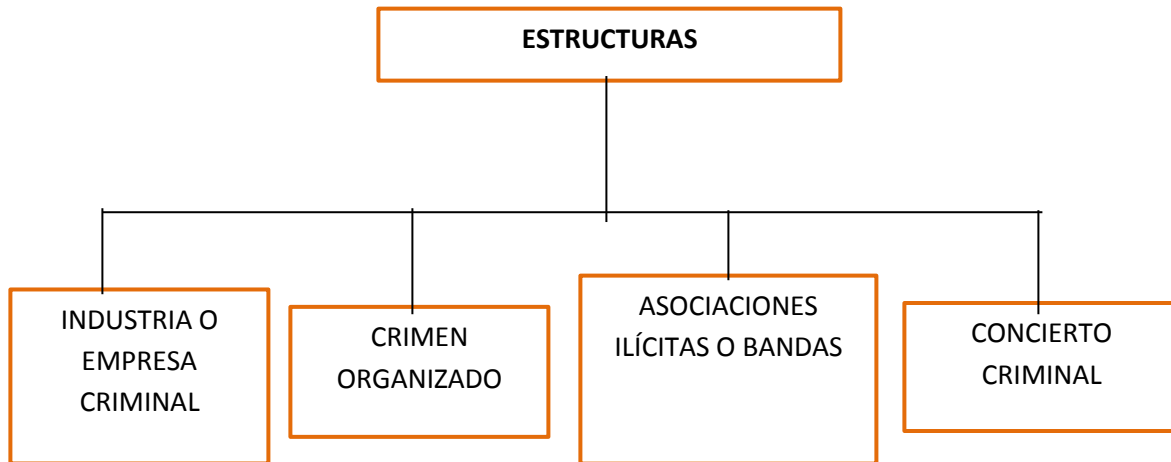 ESTRUCTURAS
INDUSTRIA O
EMPRESA
CRIMINAL
CRIMEN
ORGANIZADO
ASOCIACIONES
ILÍCITAS O BANDAS
CONCIERTO
CRIMINAL